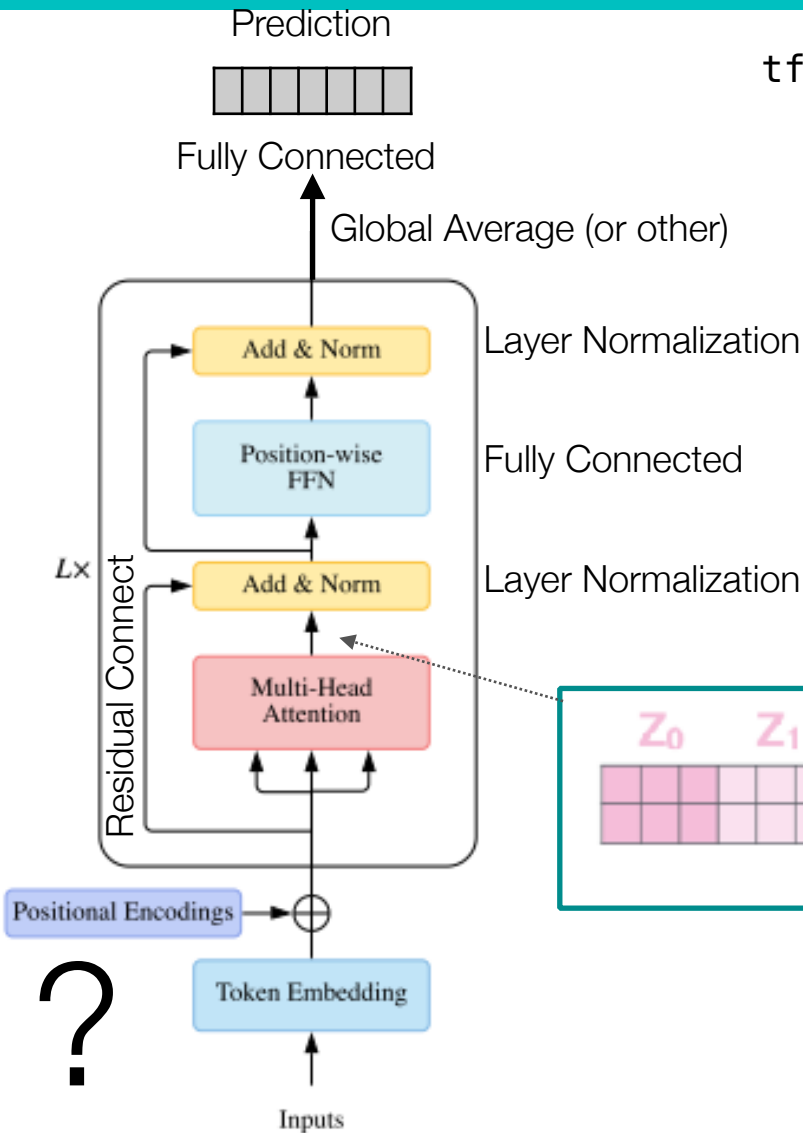 Prediction
tf
Fully Connected
Global Average (or other)
Add & Norm
Layer Normalization
Position-wise
FFN
Fully Connected
L×
Residual Connect
Add & Norm
Layer Normalization
Multi-Head
Attention
Z₀ Z₁
Positional Encodings
?
Token Embedding
Inputs